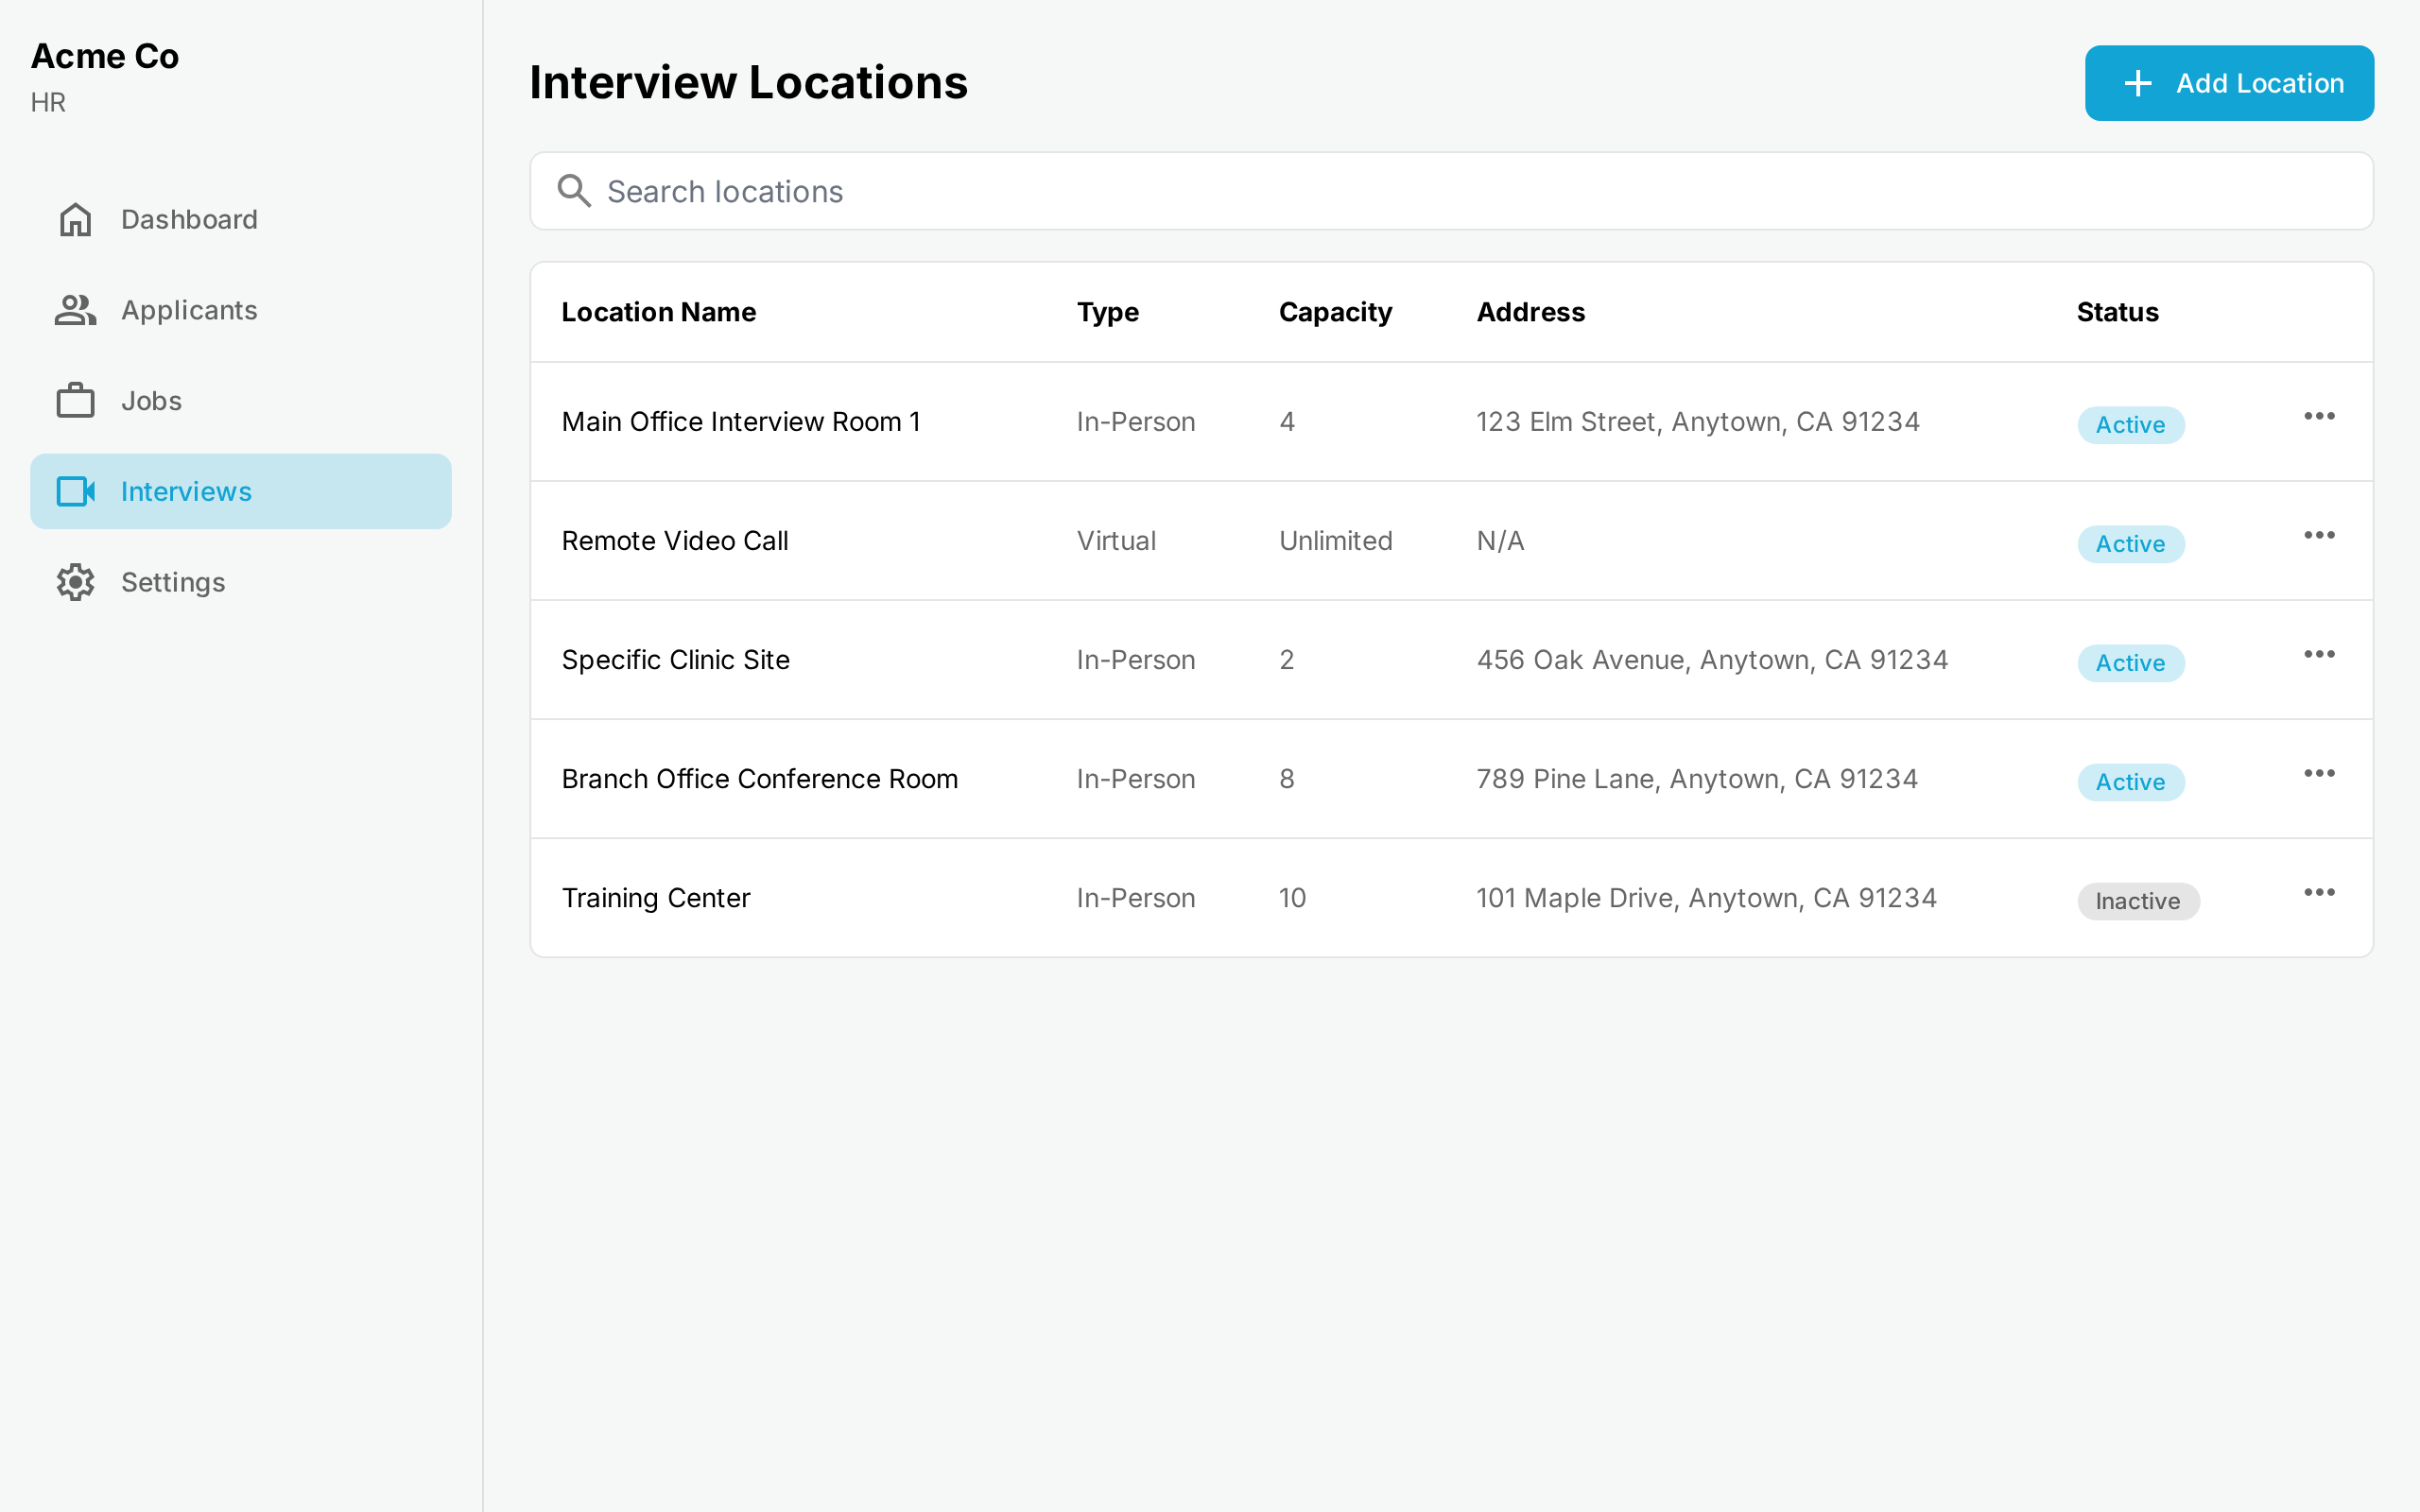 Acme Co
HR
Dashboard
Applicants
Jobs
Interviews
Settings
Interview Locations
Add Location
Search locations
Location Name Type Capacity Address Status
Main Office Interview Room 1 In-Person 4 123 Elm Street, Anytown, CA 91234 Active
Remote Video Call Virtual Unlimited N/A Active
Specific Clinic Site In-Person 2 456 Oak Avenue, Anytown, CA 91234 Active
Branch Office Conference Room In-Person 8 789 Pine Lane, Anytown, CA 91234 Active
Training Center In-Person 10 101 Maple Drive, Anytown, CA 91234 Inactive